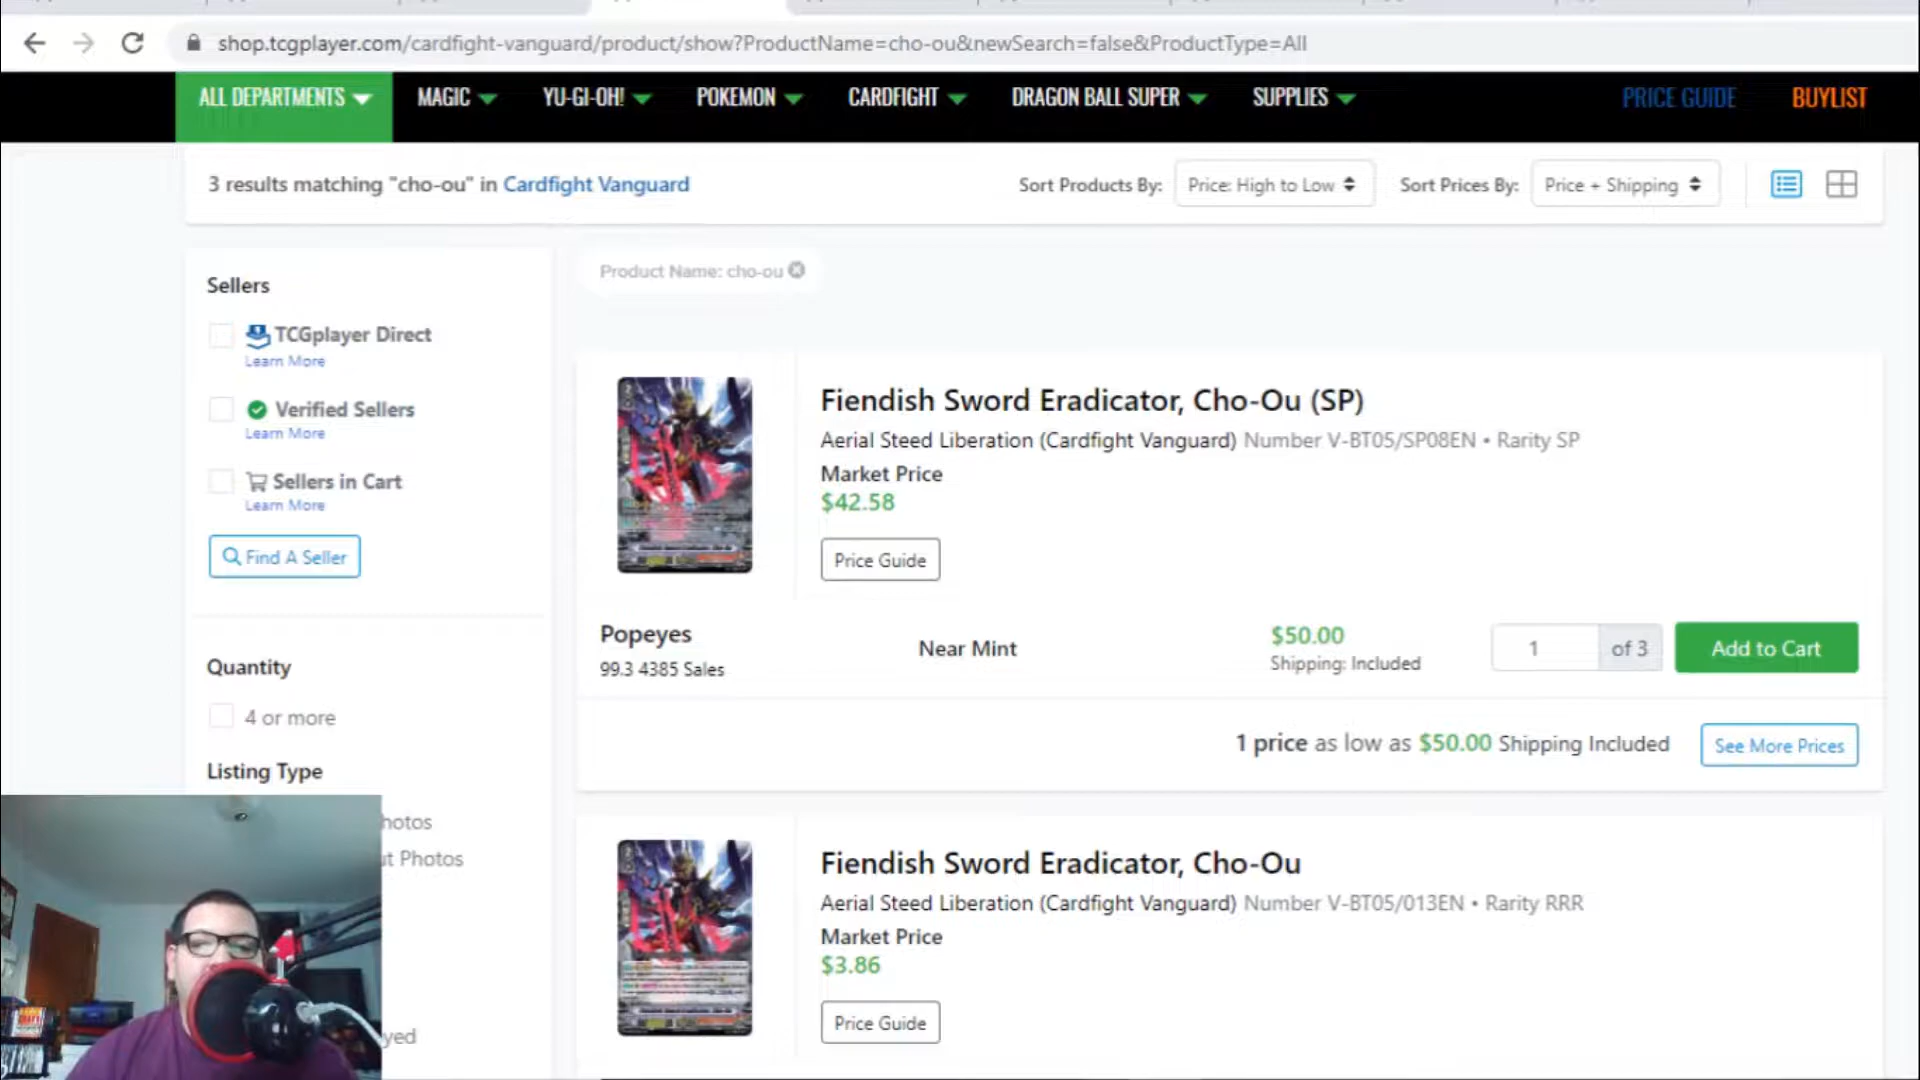 shop.tcgplayer.com/cardfight-vanguard/product/show?ProductName=cho-ou&newSearch=false&ProductType=All
ALL DEPARTMENTS MAGIC YU-GI-OH! POKEMON CARDFIGHT DRAGON BALL SUPER SUPPLIES PRICE GUIDE BUYLIST
3 results matching "cho-ou" in Cardfight Vanguard
Sort Products By: Price: High to Low Sort Prices By: Price + Shipping
Sellers
TCGplayer Direct
Learn More
Verified Sellers
Learn More
Sellers in Cart
Learn More
Find A Seller
Quantity
4 or more
Listing Type
hotos
ut Photos
yed
Product Name: cho-ou
Fiendish Sword Eradicator, Cho-Ou (SP)
Aerial Steed Liberation (Cardfight Vanguard) Number V-BT05/SP08EN • Rarity SP
Market Price
$42.58
Price Guide
Popeyes
99.3 4385 Sales
Near Mint
$50.00
Shipping: Included
1 of 3
Add to Cart
1 price as low as $50.00 Shipping Included
See More Prices
Fiendish Sword Eradicator, Cho-Ou
Aerial Steed Liberation (Cardfight Vanguard) Number V-BT05/013EN • Rarity RRR
Market Price
$3.86
Price Guide